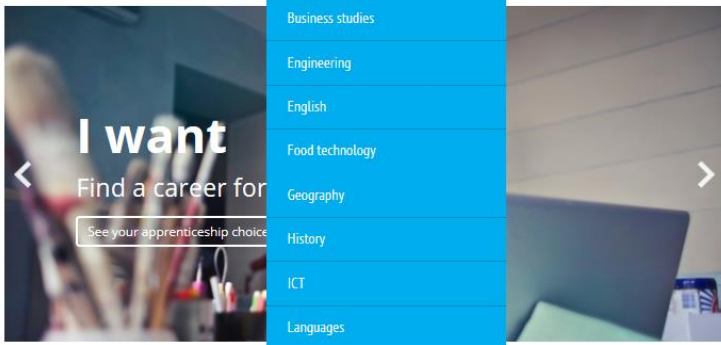 Business studies
Engineering
English
Food technology
Geography
History
ICT
Languages
I want
Find a career for
See your apprenticeship choice